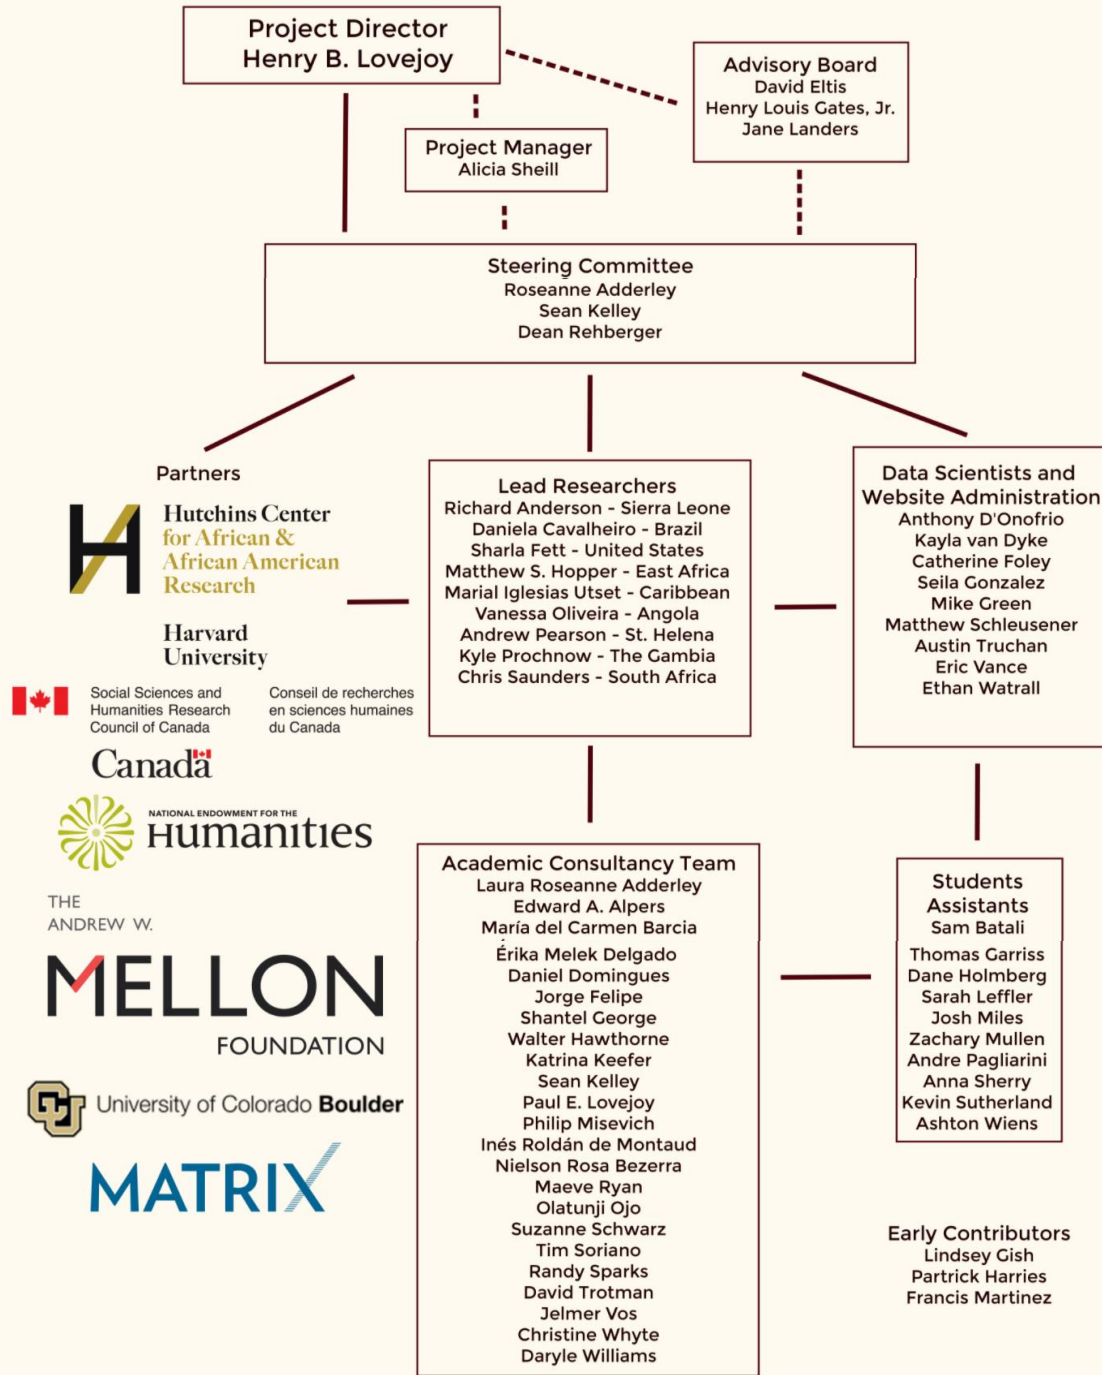 Project Director
Henry B. Lovejoy
Advisory Board
David Eltis
Henry Louis Gates, Jr.
Jane Landers
Project Manager
Alicia Sheill
Steering Committee
Roseanne Adderley
Sean Kelley
Dean Rehberger
Partners
Hutchins Center
for African &
African American
Research
Harvard
University
Social Sciences and
Humanities Research
Council of Canada
Conseil de recherches
en sciences humaines
du Canada
Canada
NATIONAL ENDOWMENT FOR THE
Humanities
THE
ANDREW W.
MELLON
FOUNDATION
CU University of Colorado Boulder
MATRIX
Lead Researchers
Richard Anderson - Sierra Leone
Daniela Cavalheiro - Brazil
Sharla Fett - United States
Matthew S. Hopper - East Africa
Marial Iglesias Utset - Caribbean
Vanessa Oliveira - Angola
Andrew Pearson - St. Helena
Kyle Prochnow - The Gambia
Chris Saunders - South Africa
Data Scientists and
Website Administration
Anthony D'Onofrio
Kayla van Dyke
Catherine Foley
Seila Gonzalez
Mike Green
Matthew Schleusener
Austin Truchan
Eric Vance
Ethan Watrall
Academic Consultancy Team
Laura Roseanne Adderley
Edward A. Alpers
María del Carmen Barcia
Érika Melek Delgado
Daniel Domingues
Jorge Felipe
Shantel George
Walter Hawthorne
Katrina Keefer
Sean Kelley
Paul E. Lovejoy
Philip Misevich
Inés Roldán de Montaud
Nielson Rosa Bezerra
Maeve Ryan
Olatunji Ojo
Suzanne Schwarz
Tim Soriano
Randy Sparks
David Trotman
Jelmer Vos
Christine Whyte
Daryle Williams
Students
Assistants
Sam Batali
Thomas Garriss
Dane Holmberg
Sarah Leffler
Josh Miles
Zachary Mullen
Andre Pagliarini
Anna Sherry
Kevin Sutherland
Ashton Wiens
Early Contributors
Lindsey Gish
Partrick Harries
Francis Martinez